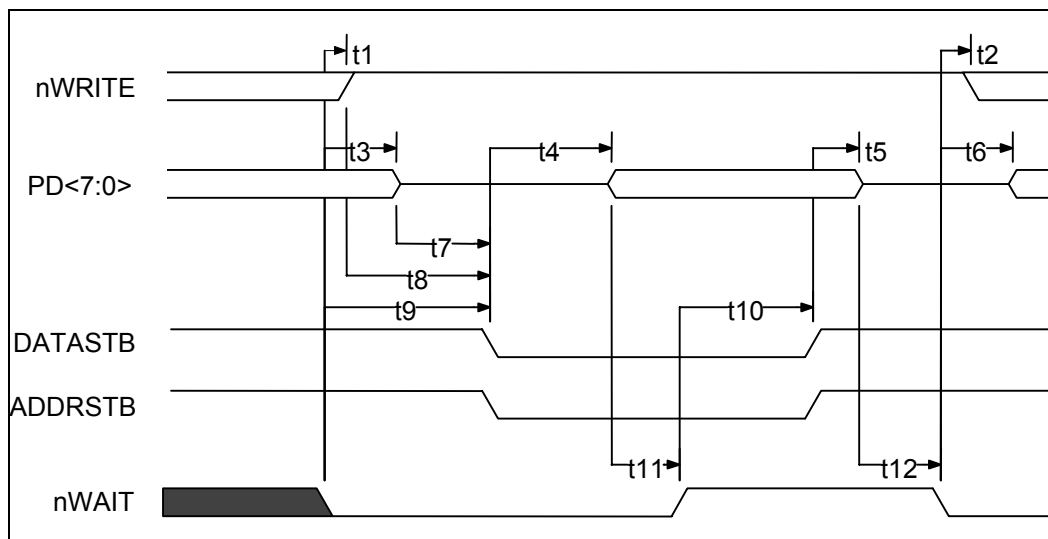 t1 t2
nWRITE
t3 t4 t5 t6
PD<7:0>
t7
t8
t9 t10
DATASTB
ADDRSTB
t11 t12
nWAIT